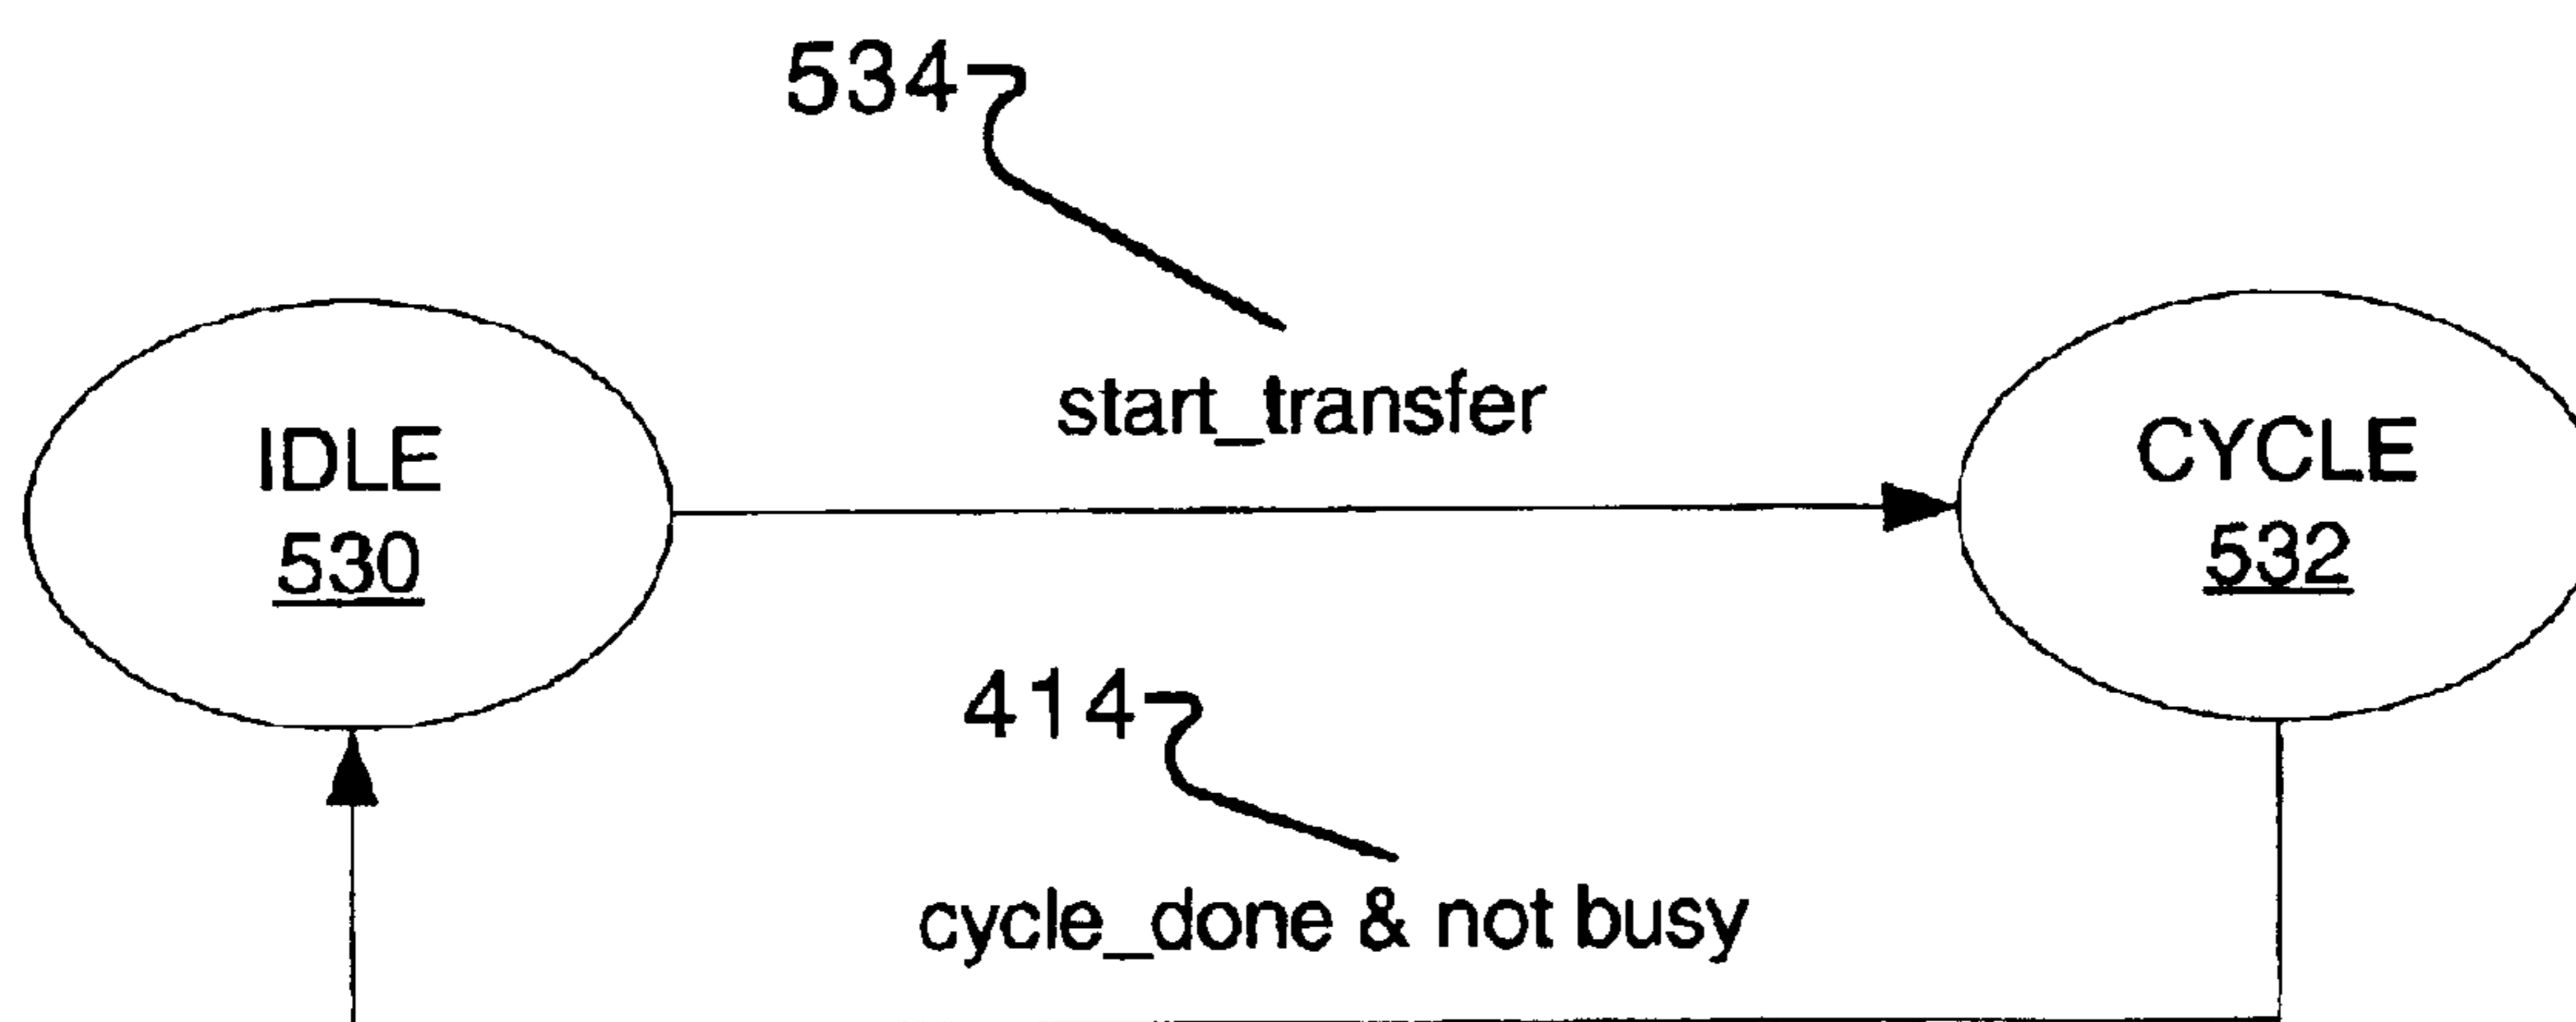 534
start_transfer
IDLE
530
CYCLE
532
414
cycle_done & not busy